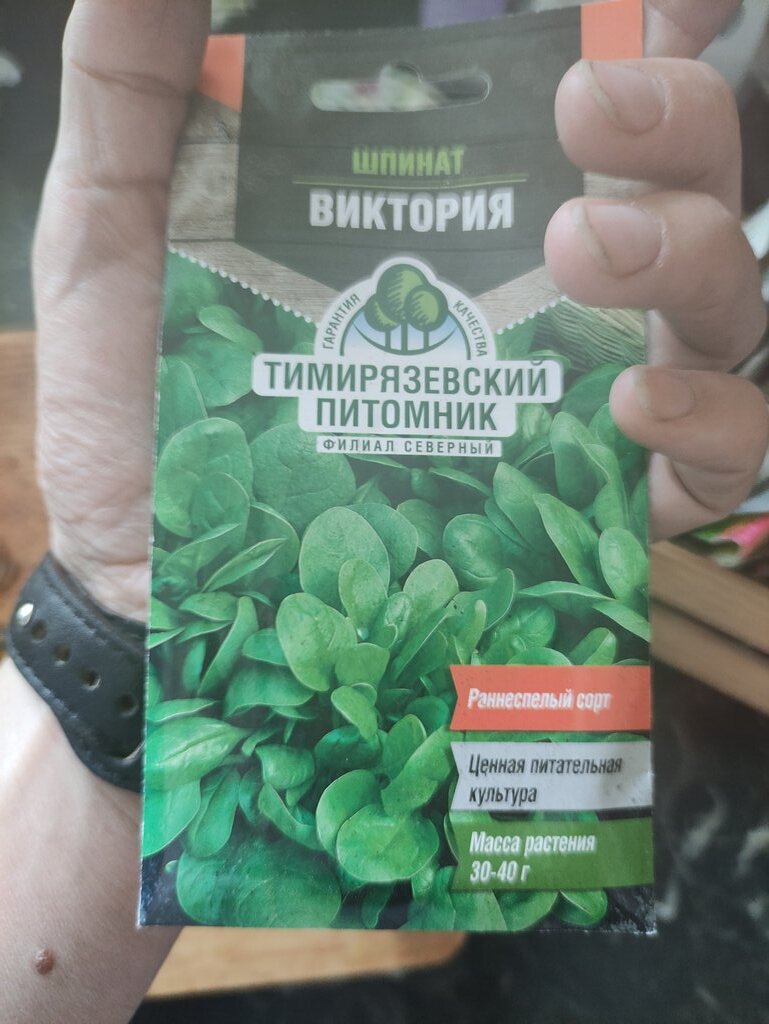 ШПИНАТ
ВИКТОРИЯ
ГАРАНТИЯ КАЧЕСТВА
ТИМИРЯЗЕВСКИЙ
ПИТОМНИК
ФИЛИАЛ СЕВЕРНЫЙ
Раннеспелый сорт
Ценная питательная
культура
Масса растения
30-40 г